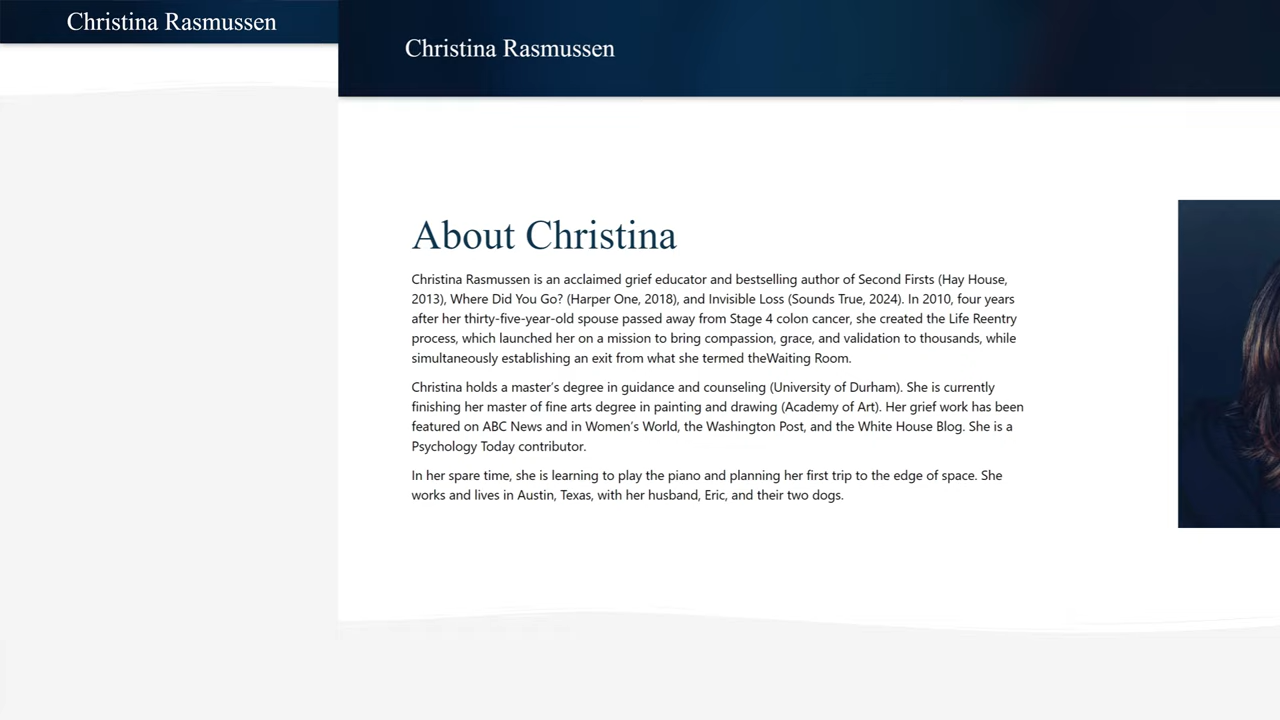 Christina Rasmussen
Christina Rasmussen
About Christina
Christina Rasmussen is an acclaimed grief educator and bestselling author of Second Firsts (Hay House,
2013), Where Did You Go? (Harper One, 2018), and Invisible Loss (Sounds True, 2024). In 2010, four years
after her thirty-five-year-old spouse passed away from Stage 4 colon cancer, she created the Life Reentry
process, which launched her on a mission to bring compassion, grace, and validation to thousands, while
simultaneously establishing an exit from what she termed theWaiting Room.
Christina holds a master’s degree in guidance and counseling (University of Durham). She is currently
finishing her master of fine arts degree in painting and drawing (Academy of Art). Her grief work has been
featured on ABC News and in Women’s World, the Washington Post, and the White House Blog. She is a
Psychology Today contributor.
In her spare time, she is learning to play the piano and planning her first trip to the edge of space. She
works and lives in Austin, Texas, with her husband, Eric, and their two dogs.